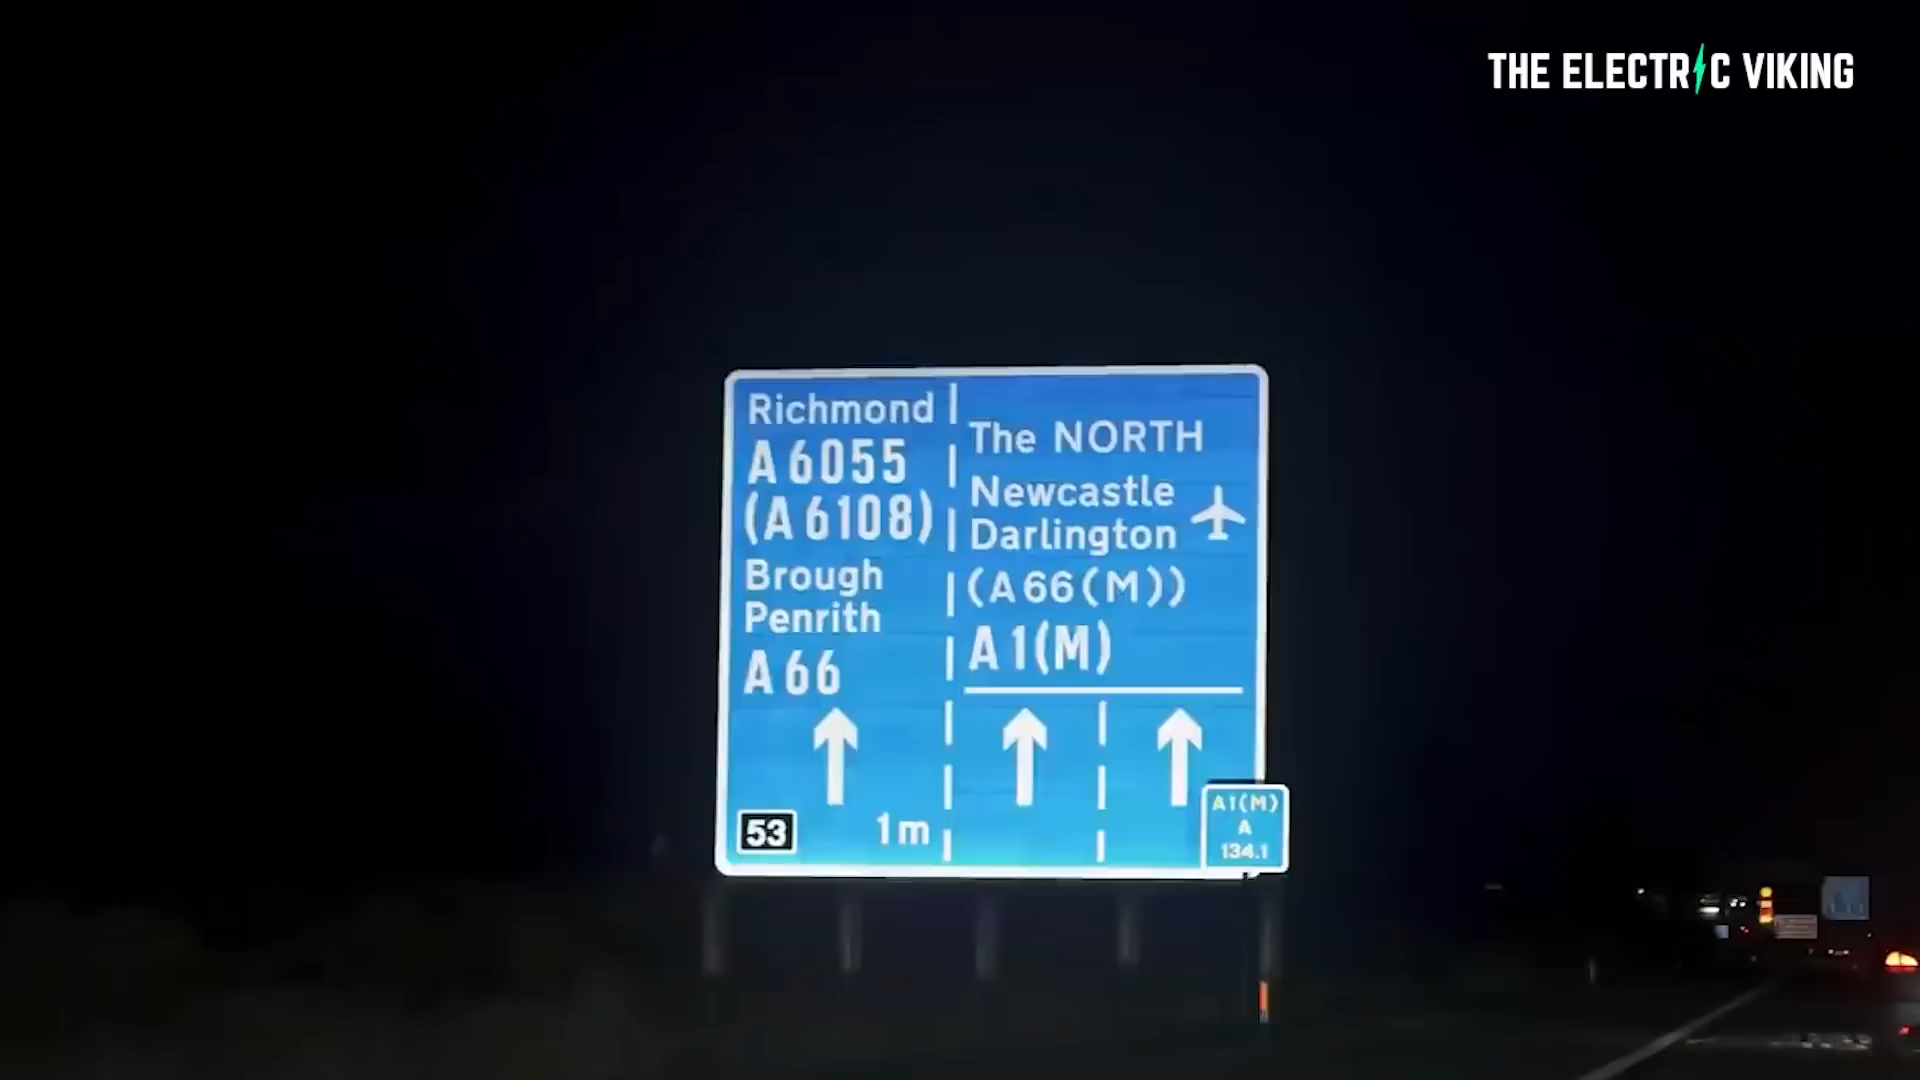 THE ELECTRIC VIKING
Richmond
A 6055
(A 6108)
Brough
Penrith
A 66
53
1 m
The NORTH
Newcastle
Darlington
(A 66 (M))
A 1(M)
A1(M)
A
134.1